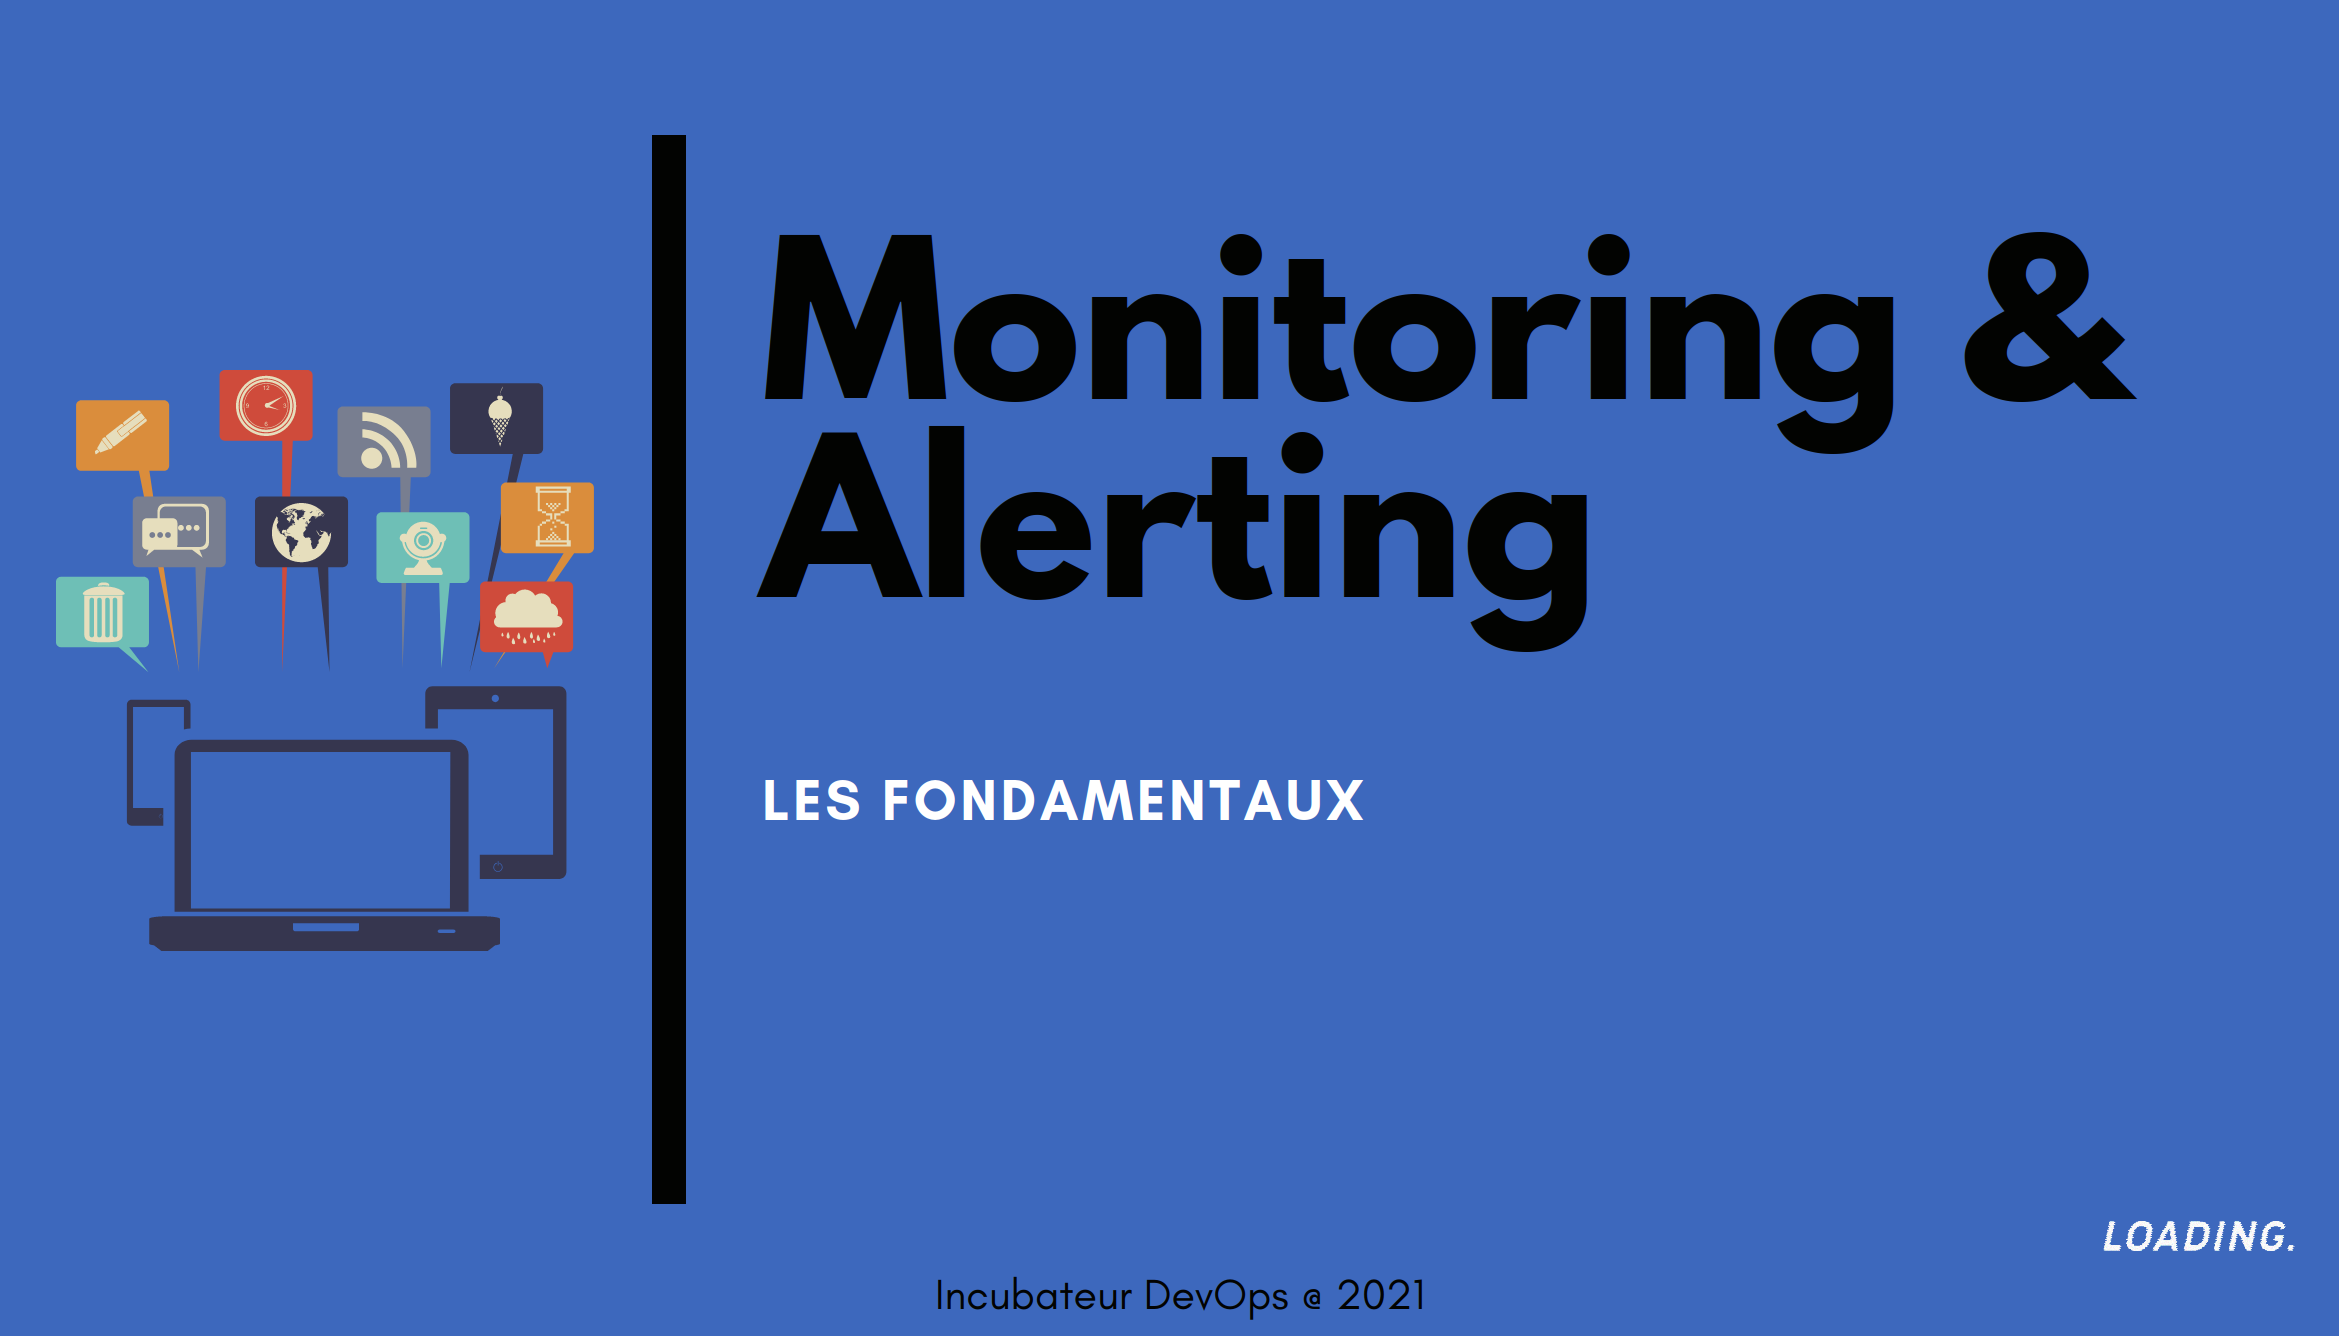 Monitoring &
Alerting
LES FONDAMENTAUX
LOADING.
Incubateur DevOps @ 2021